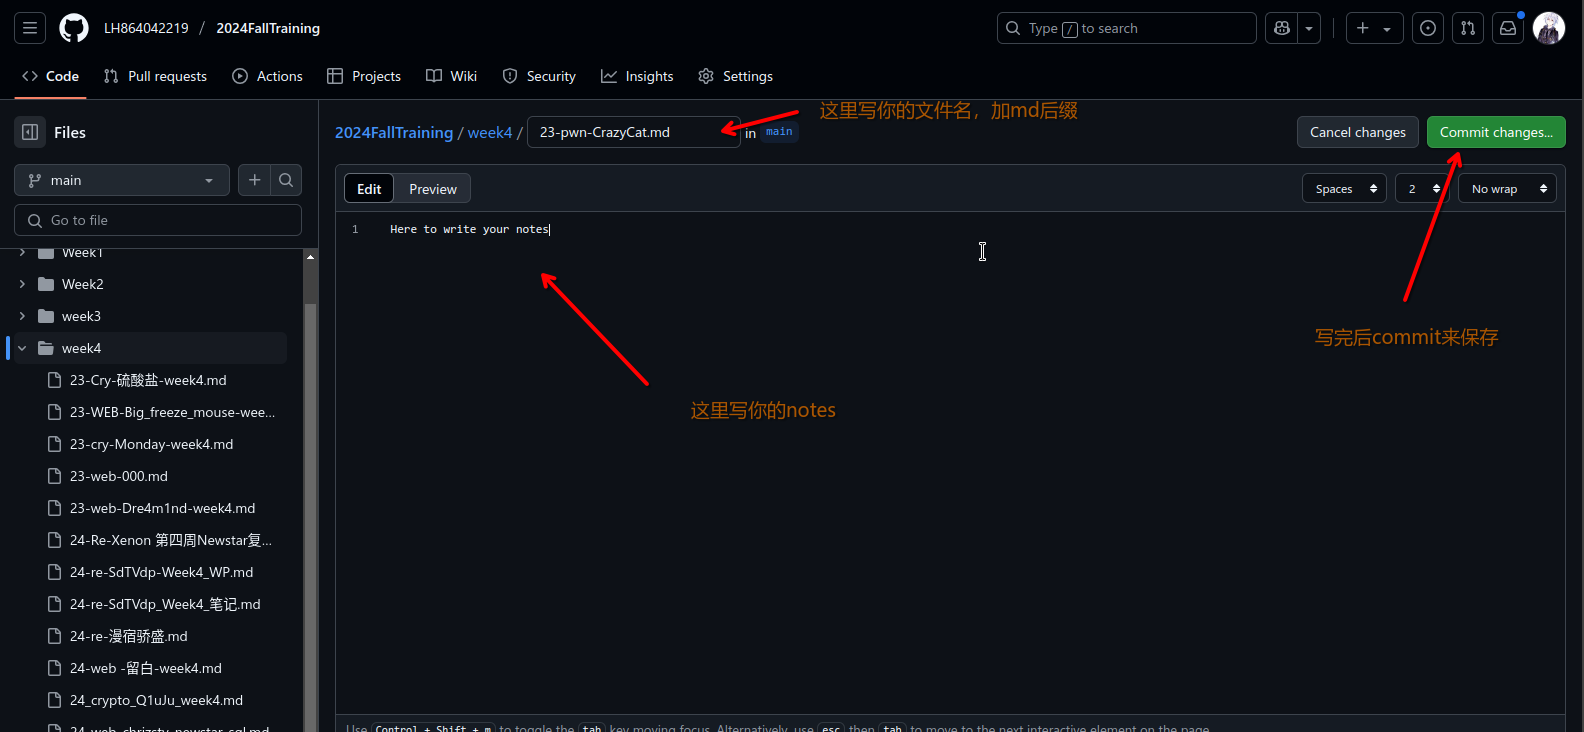 LH864042219 / 2024FallTraining
Type / to search
Code
Pull requests
Actions
Projects
Wiki
Security
Insights
Settings
Files
2024FallTraining / week4 /
23-pwn-CrazyCat.md
in main
这里写你的文件名，加md后缀
Cancel changes
Commit changes...
main
Go to file
Edit
Preview
Spaces
2
No wrap
1
Here to write your notes
Week1
Week2
week3
week4
23-Cry-硫酸盐-week4.md
23-WEB-Big_freeze_mouse-wee...
23-cry-Monday-week4.md
23-web-000.md
23-web-Dre4m1nd-week4.md
24-Re-Xenon 第四周Newstar复...
24-re-SdTVdp-Week4_WP.md
24-re-SdTVdp_Week4_笔记.md
24-re-漫宿骄盛.md
24-web -留白-week4.md
24_crypto_Q1uJu_week4.md
24_web_chrizsty_newstar_sql.md
写完后commit来保存
这里写你的notes
Use Control + Shift + m to toggle the tab key moving focus. Alternatively, use esc then tab to move to the next interactive element on the page.